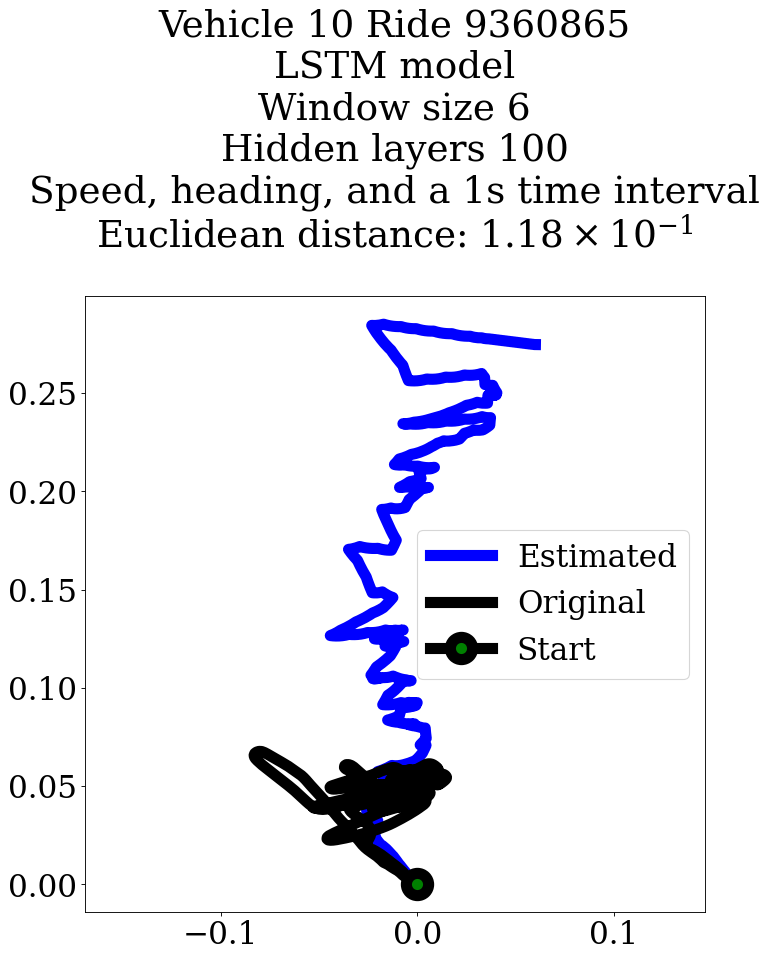 Vehicle 10 Ride 9360865
LSTM model
Window size 6
Hidden layers 100
Speed, heading, and a 1s time interval
Euclidean distance: 1.18 × 10⁻¹
0.25
0.20
0.15
0.10
0.05
0.00
Estimated
Original
Start
−0.1 0.0 0.1